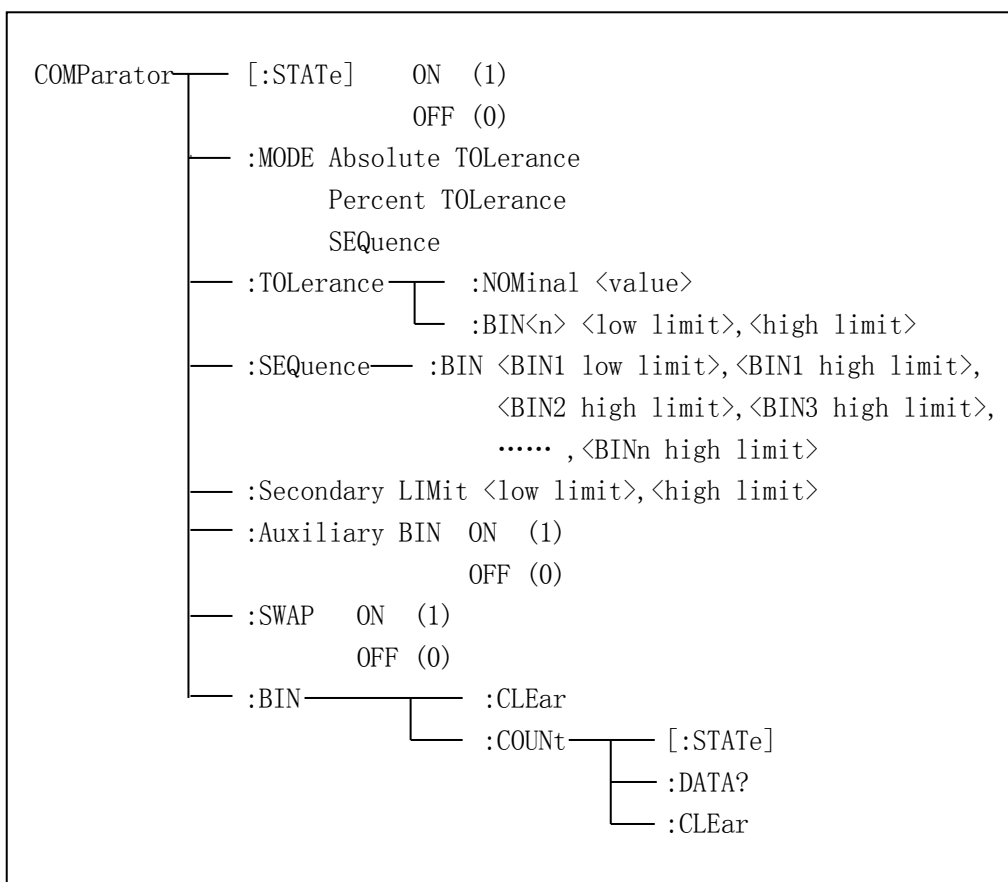 COMParator [:STATe] ON (1)
OFF (0)
:MODE Absolute TOLerance
Percent TOLerance
SEQuence
:TOLerance :NOMinal <value>
:BIN<n> <low limit>,<high limit>
:SEQuence :BIN <BIN1 low limit>,<BIN1 high limit>,
<BIN2 high limit>,<BIN3 high limit>,
…… ,<BINn high limit>
:Secondary LIMit <low limit>,<high limit>
:Auxiliary BIN ON (1)
OFF (0)
:SWAP ON (1)
OFF (0)
:BIN :CLEar
:COUNt [:STATe]
:DATA?
:CLEar